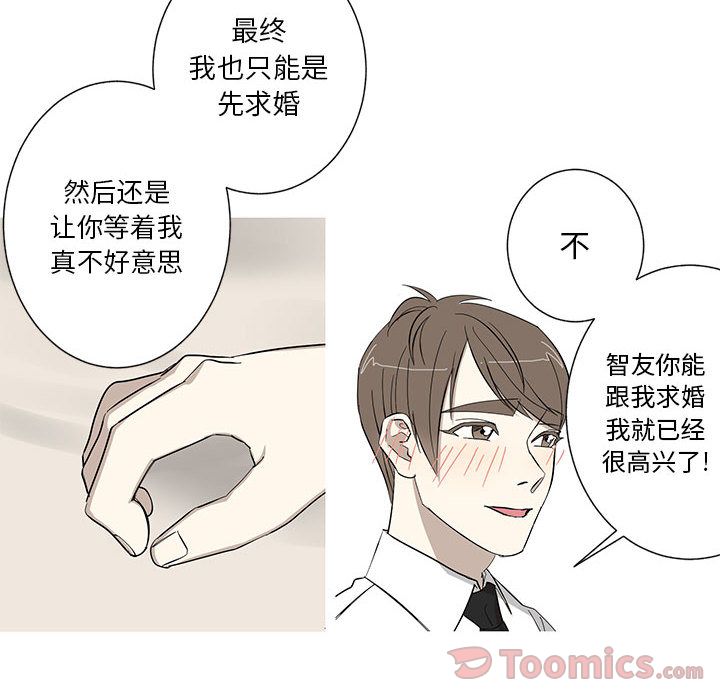 最终
我也只能是
先求婚
然后还是
让你等着我
真不好意思
不
智友你能
跟我求婚
我就已经
很高兴了!
Toomics.com